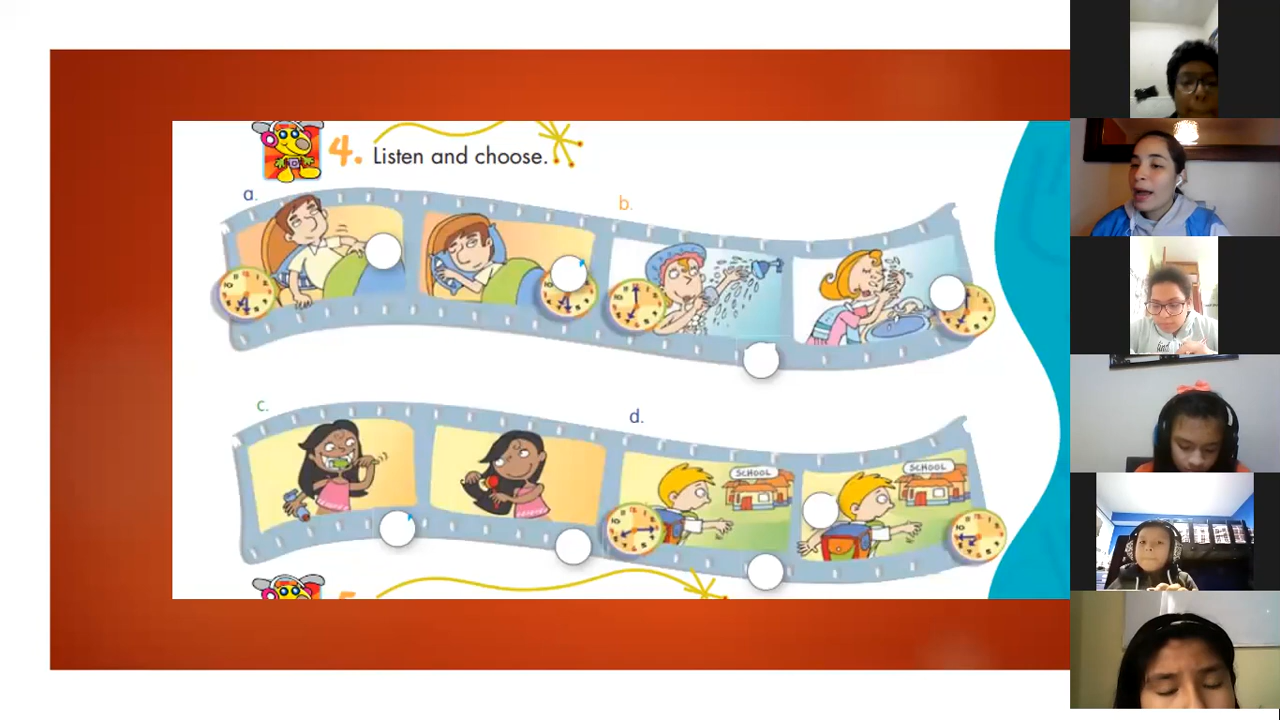 4. Listen and choose.
a.
b.
c.
d.
SCHOOL
SCHOOL